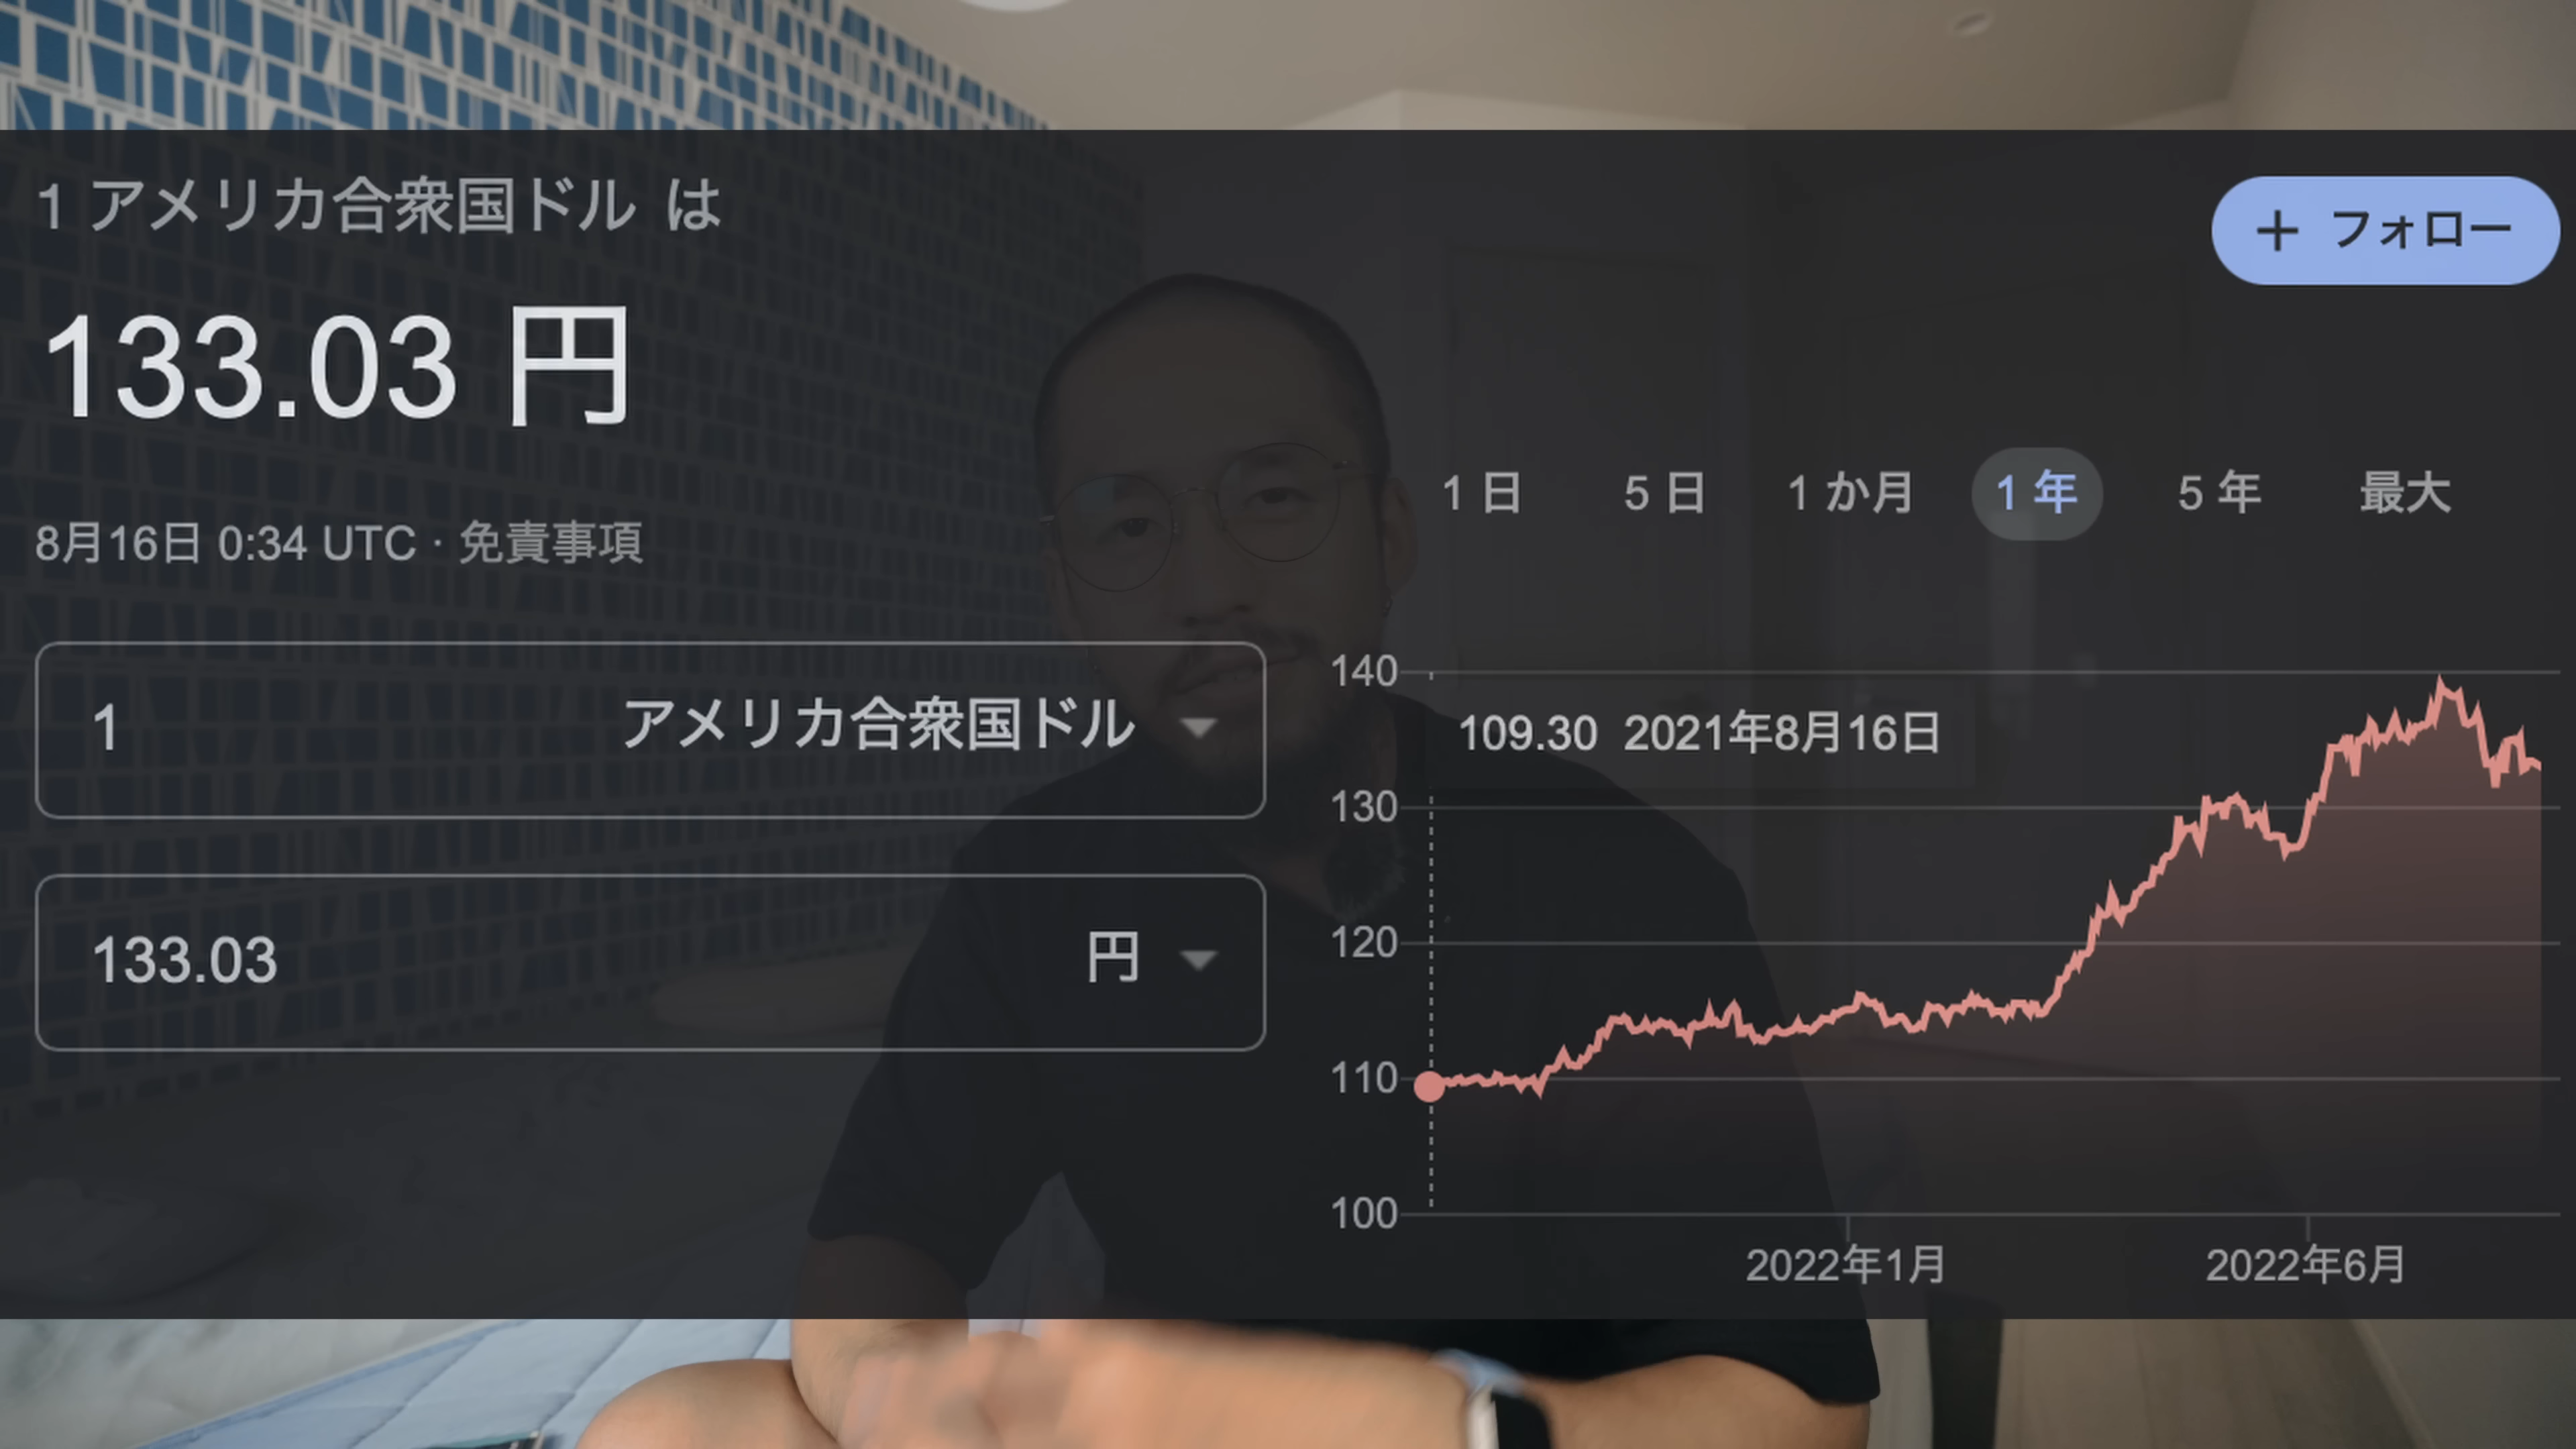 1 アメリカ合衆国ドル は
+ フォロー
133.03 円
8月16日 0:34 UTC · 免責事項
1 日 5 日 1 か月 1 年 5 年 最大
1 アメリカ合衆国ドル
133.03 円
109.30 2021年8月16日
140
130
120
110
100
2022年1月 2022年6月